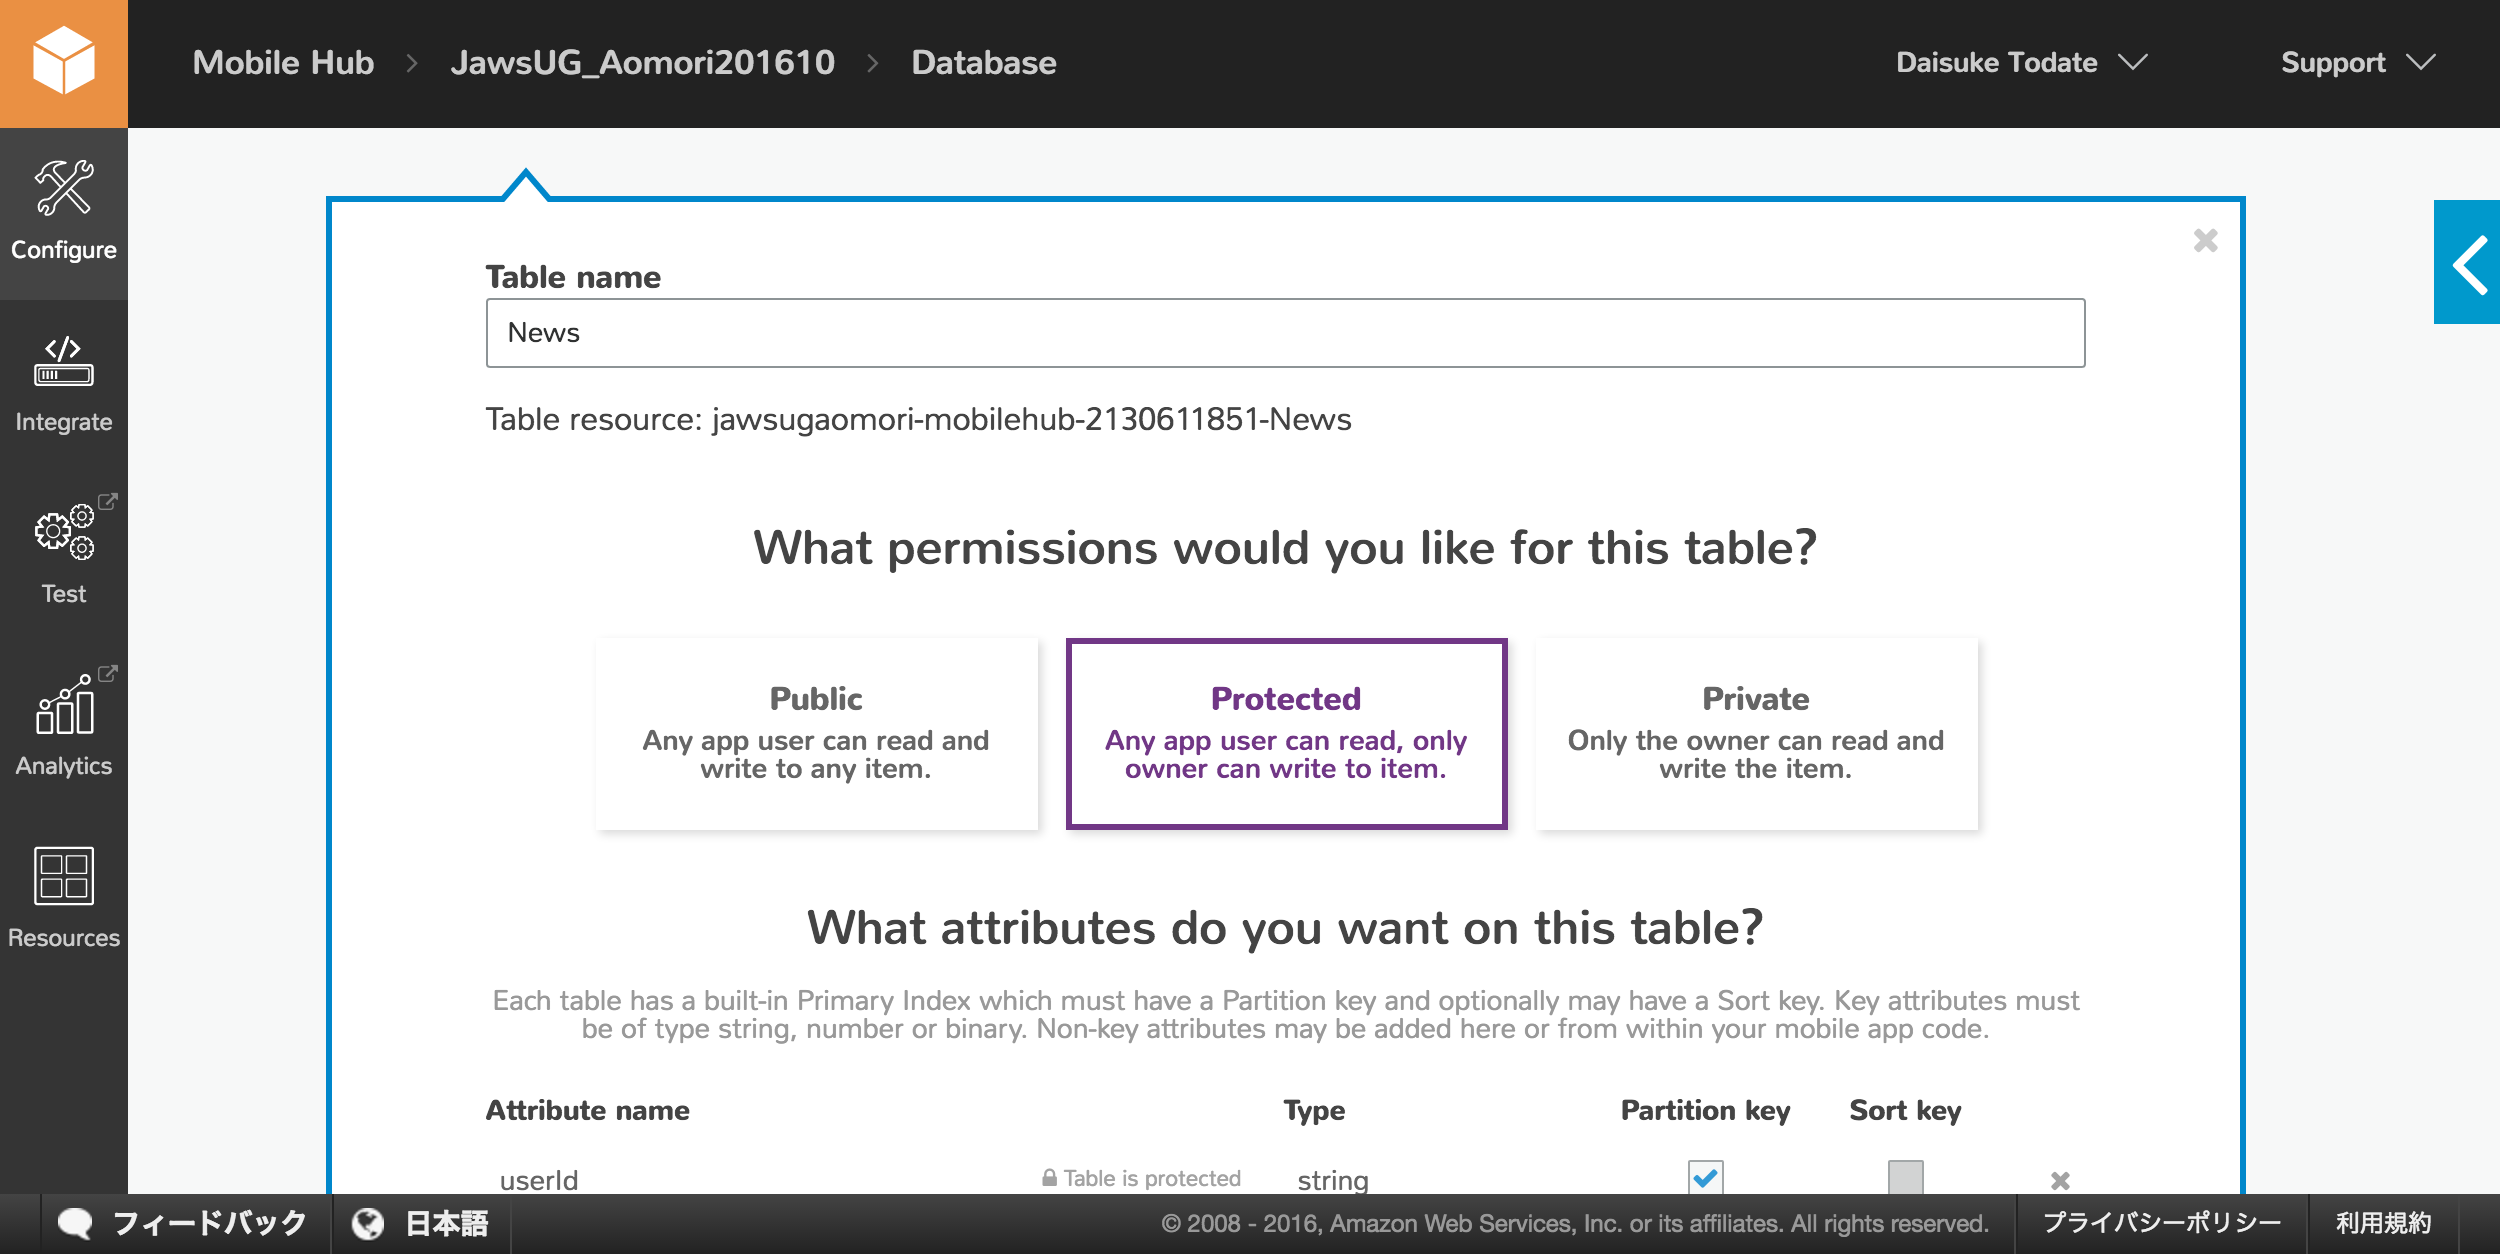 Mobile Hub > JawsUG_Aomori201610 > Database
Daisuke Todate
Support
Configure
Integrate
Test
Analytics
Resources
Table name
News
Table resource: jawsugaomori-mobilehub-2130611851-News
What permissions would you like for this table?
Public
Any app user can read and
write to any item.
Protected
Any app user can read, only
owner can write to item.
Private
Only the owner can read and
write the item.
What attributes do you want on this table?
Each table has a built-in Primary Index which must have a Partition key and optionally may have a Sort key. Key attributes must
be of type string, number or binary. Non-key attributes may be added here or from within your mobile app code.
Attribute name Type Partition key Sort key
userId Table is protected string
フィードバック
日本語
© 2008 - 2016, Amazon Web Services, Inc. or its affiliates. All rights reserved.
プライバシーポリシー
利用規約